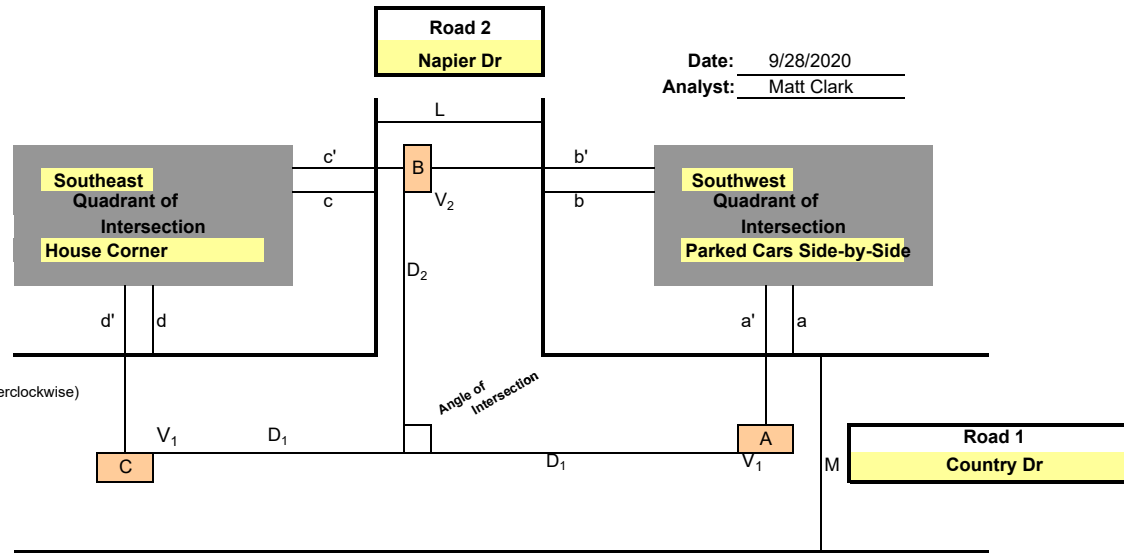 Road 2
Napier Dr
Date: 9/28/2020
Analyst: Matt Clark
L
c'
B
b'
Southeast
Quadrant of
Intersection
House Corner
c
V2
b
Southwest
Quadrant of
Intersection
Parked Cars Side-by-Side
D2
d'
d
a'
a
erclockwise)
Angle of
Intersection
V1
D1
A
C
D1
V1
M
Road 1
Country Dr